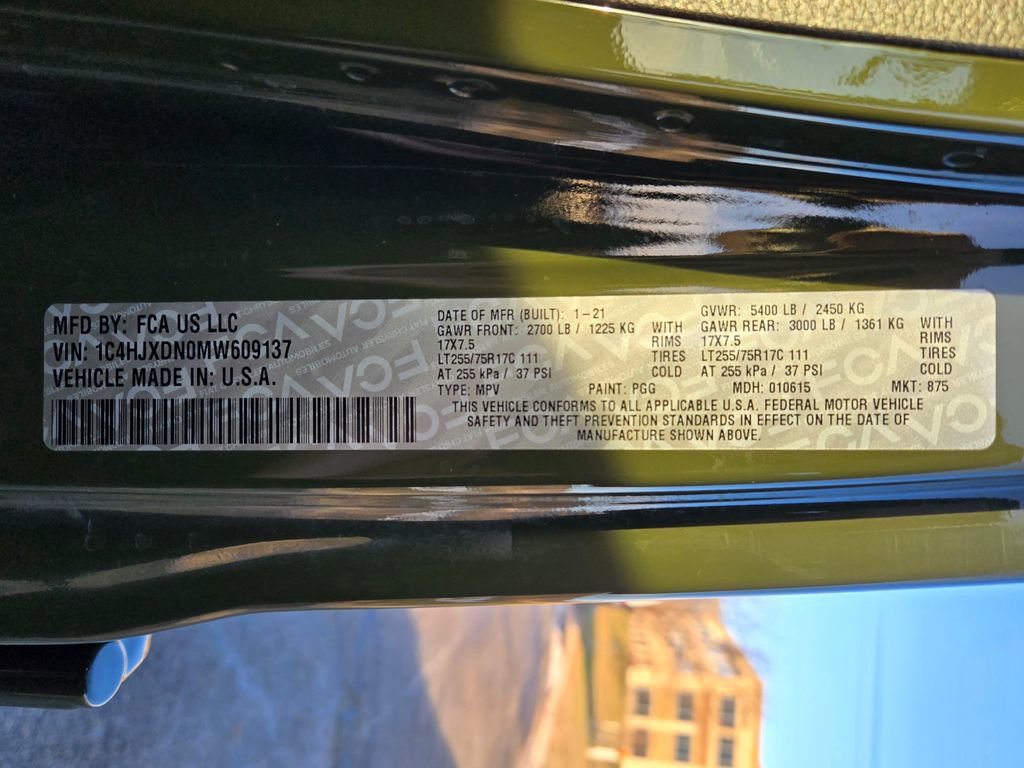 MFD BY: FCA US LLC
VIN: 1C4HJXDN0MW609137
VEHICLE MADE IN: U.S.A.
DATE OF MFR (BUILT): 1-21
GAWR FRONT: 2700 LB / 1225 KG WITH
17X7.5 RIMS
LT255/75R17C 111 TIRES
AT 255 kPa / 37 PSI COLD
GVWR: 5400 LB / 2450 KG
GAWR REAR: 3000 LB / 1361 KG WITH
17X7.5 RIMS
LT255/75R17C 111 TIRES
AT 255 kPa / 37 PSI COLD
TYPE: MPV PAINT: PGG MDH: 010615 MKT: 875
THIS VEHICLE CONFORMS TO ALL APPLICABLE U.S.A. FEDERAL MOTOR VEHICLE
SAFETY AND THEFT PREVENTION STANDARDS IN EFFECT ON THE DATE OF
MANUFACTURE SHOWN ABOVE.